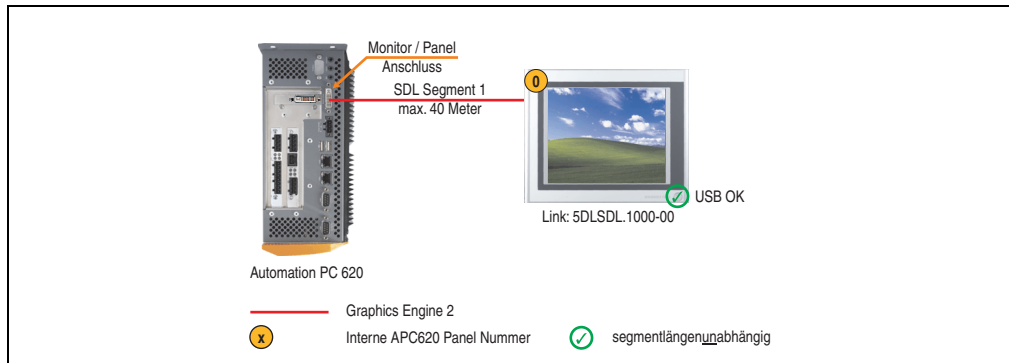 Monitor / Panel
Anschluss
SDL Segment 1
max. 40 Meter
0
USB OK
Link: 5DLSDL.1000-00
Automation PC 620
Graphics Engine 2
x
Interne APC620 Panel Nummer
segmentlängenunabhängig